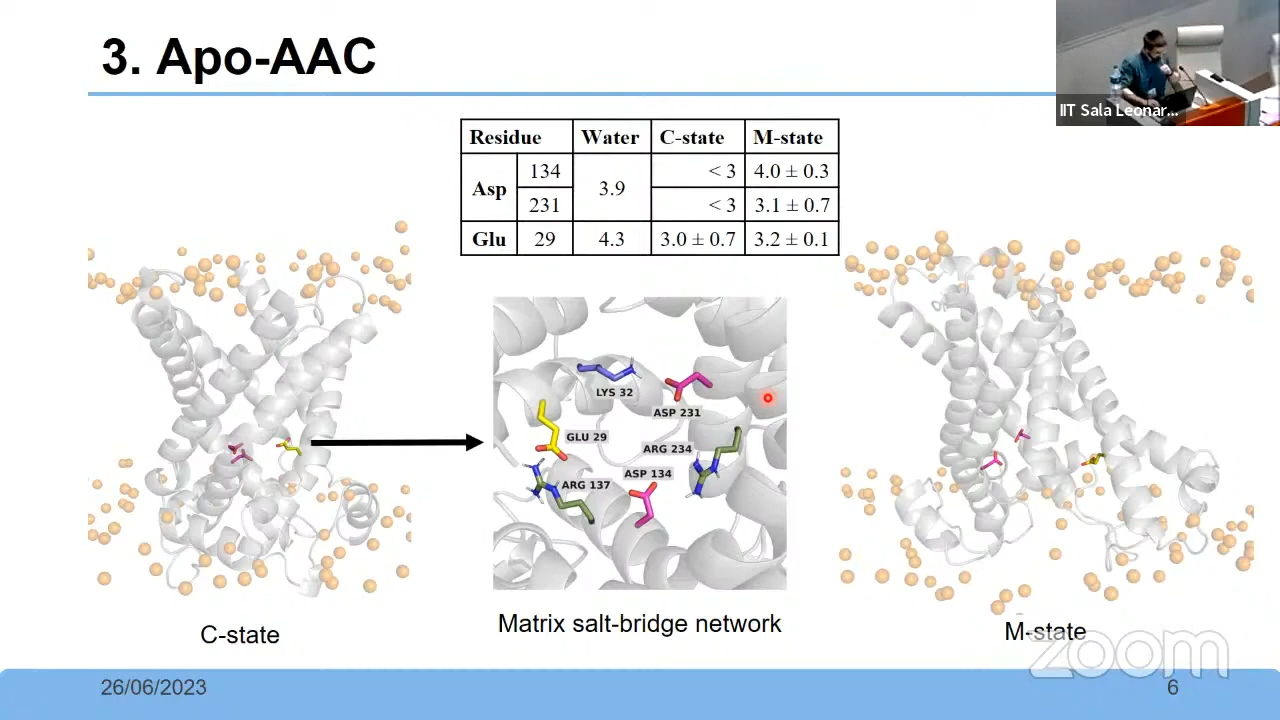 3. Apo-AAC
IIT Sala Leonar...
Residue Water C-state M-state
Asp 134 3.9 < 3 4.0 ± 0.3
231 < 3 3.1 ± 0.7
Glu 29 4.3 3.0 ± 0.7 3.2 ± 0.1
LYS 32
ASP 231
GLU 29
ARG 234
ASP 134
ARG 137
C-state
Matrix salt-bridge network
M-state
zoom
26/06/2023
6